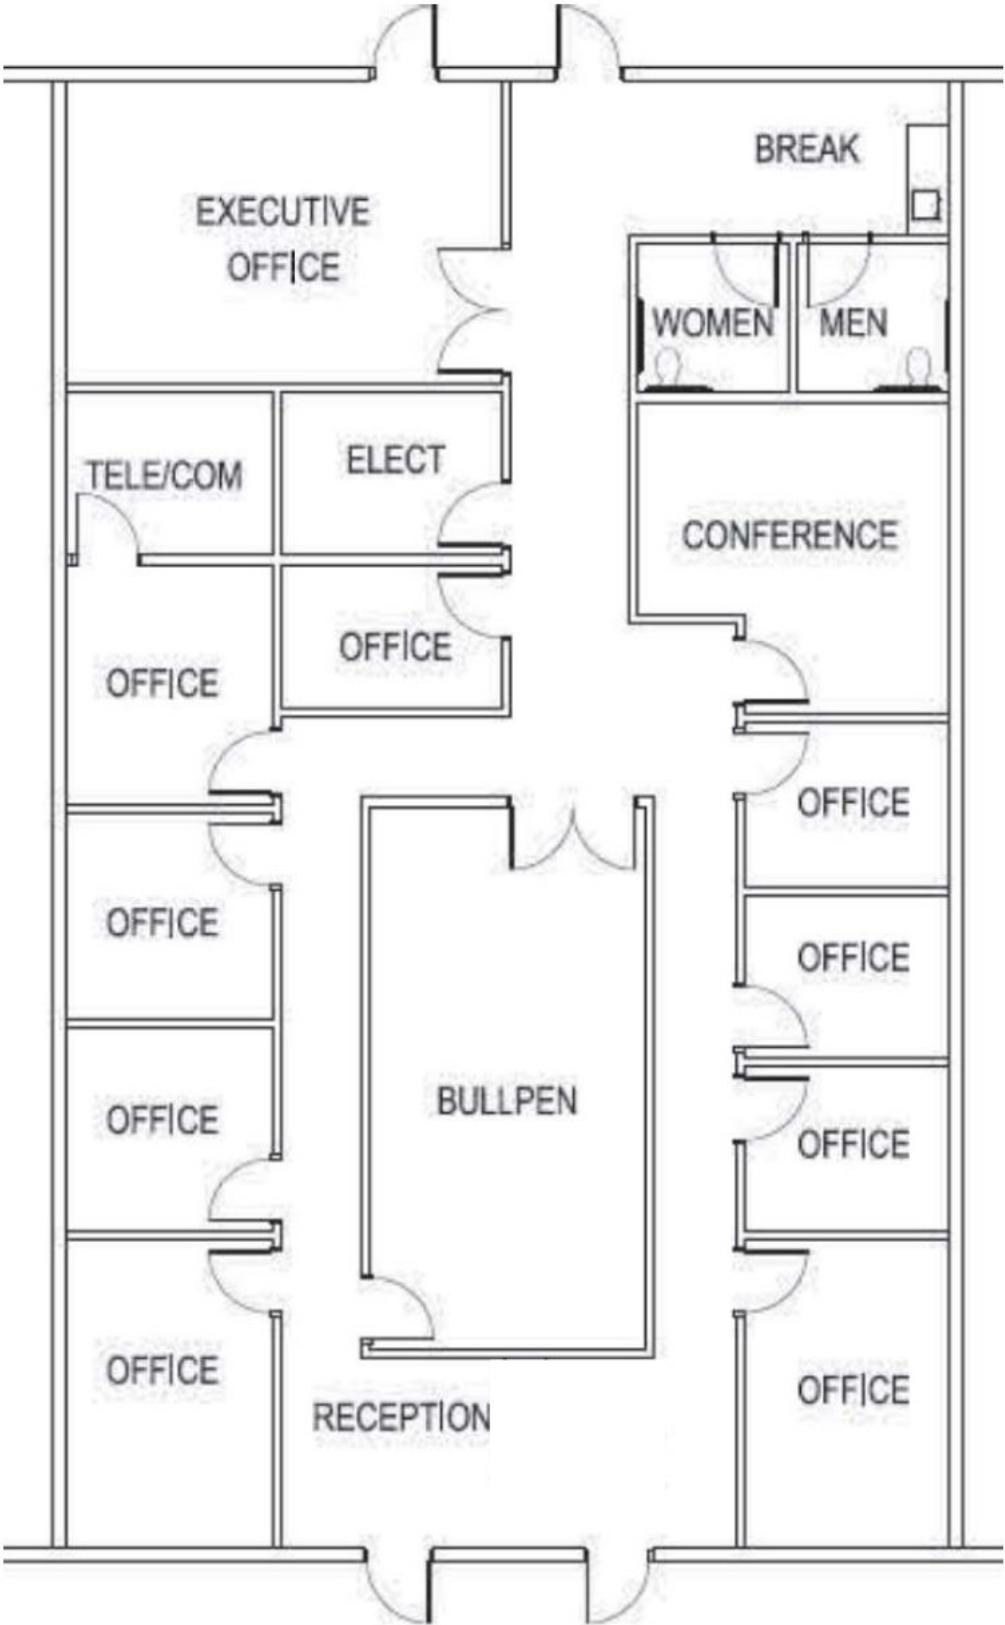 BREAK
EXECUTIVE
OFFICE
WOMEN
MEN
TELE/COM
ELECT
CONFERENCE
OFFICE
OFFICE
OFFICE
OFFICE
OFFICE
BULLPEN
OFFICE
OFFICE
OFFICE
OFFICE
RECEPTION